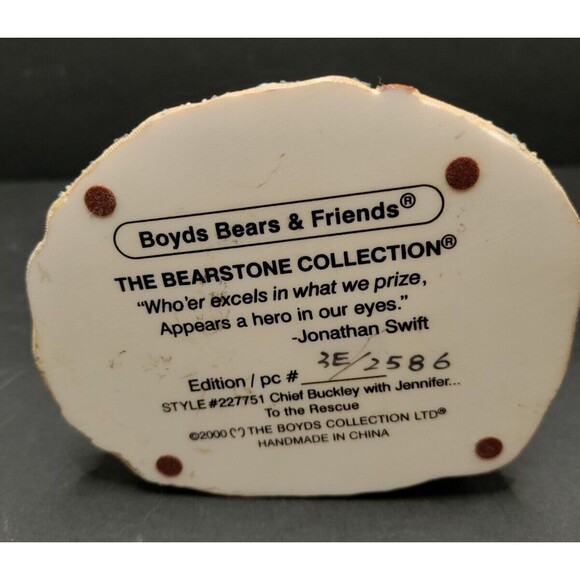 Boyds Bears & Friends®
THE BEARSTONE COLLECTION®
“Who'er excels in what we prize,
Appears a hero in our eyes.”
-Jonathan Swift
Edition / pc # 3E/2586
STYLE #227751 Chief Buckley with Jennifer...
To the Rescue
©2000 (") THE BOYDS COLLECTION LTD®
HANDMADE IN CHINA